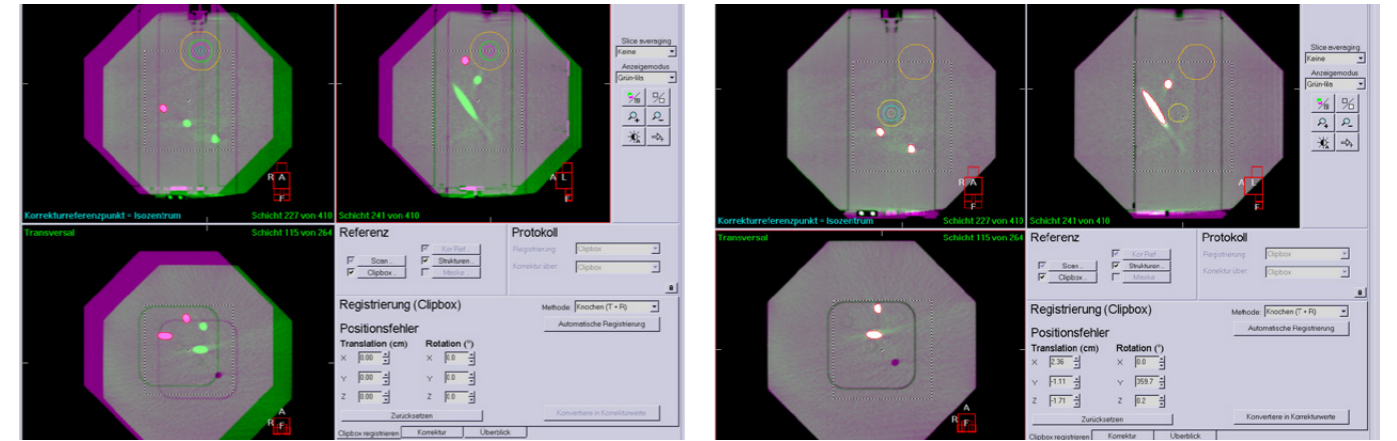 Slice averaging
Keine
Anzeigemodus
Grün-lila
R A
F
A L
F
Korrekturreferenzpunkt = Isozentrum
Schicht 227 von 410
Schicht 241 von 410
Transversal
Schicht 115 von 264
Referenz
Protokoll
Kor Ref...
Registrierung:
Clipbox
Scan...
Strukturen...
Clipbox...
Maske...
Korrektur über:
Clipbox
Registrierung (Clipbox)
Methode:
Knochen (T + R)
Automatische Registrierung
Positionsfehler
Translation (cm)
Rotation (°)
X 0.00
X 0.0
Y 0.00
Y 0.0
Z 0.00
Z 0.0
Zurücksetzen
Konvertiere in Korrekturwerte
A
R F
Clipbox registrieren
Korrektur
Überblick
Slice averaging
Keine
Anzeigemodus
Grün-lila
R A
F
A L
F
Korrekturreferenzpunkt = Isozentrum
Schicht 227 von 410
Schicht 241 von 410
Transversal
Schicht 115 von 264
Referenz
Protokoll
Kor Ref...
Registrierung:
Clipbox
Scan...
Strukturen...
Clipbox...
Maske...
Korrektur über:
Clipbox
Registrierung (Clipbox)
Methode:
Knochen (T + R)
Automatische Registrierung
Positionsfehler
Translation (cm)
Rotation (°)
X 2.36
X 0.0
Y -1.11
Y 359.7
Z -1.71
Z 0.2
Zurücksetzen
Konvertiere in Korrekturwerte
A
R F
Clipbox registrieren
Korrektur
Überblick